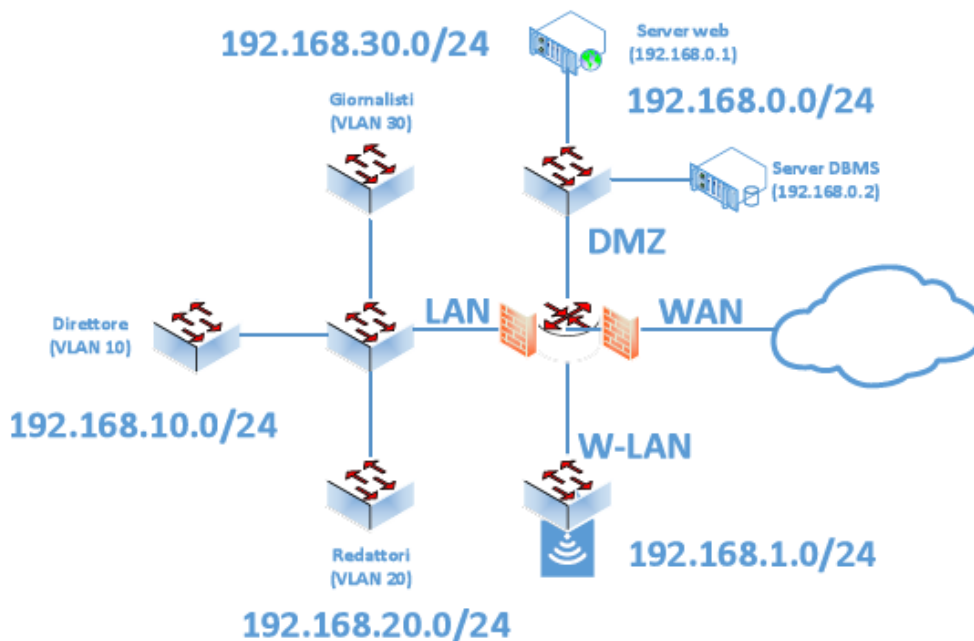 192.168.30.0/24
Server web
(192.168.0.1)
Giornalisti
(VLAN 30)
192.168.0.0/24
Server DBMS
(192.168.0.2)
DMZ
LAN
WAN
Direttore
(VLAN 10)
192.168.10.0/24
W-LAN
Redattori
(VLAN 20)
192.168.1.0/24
192.168.20.0/24